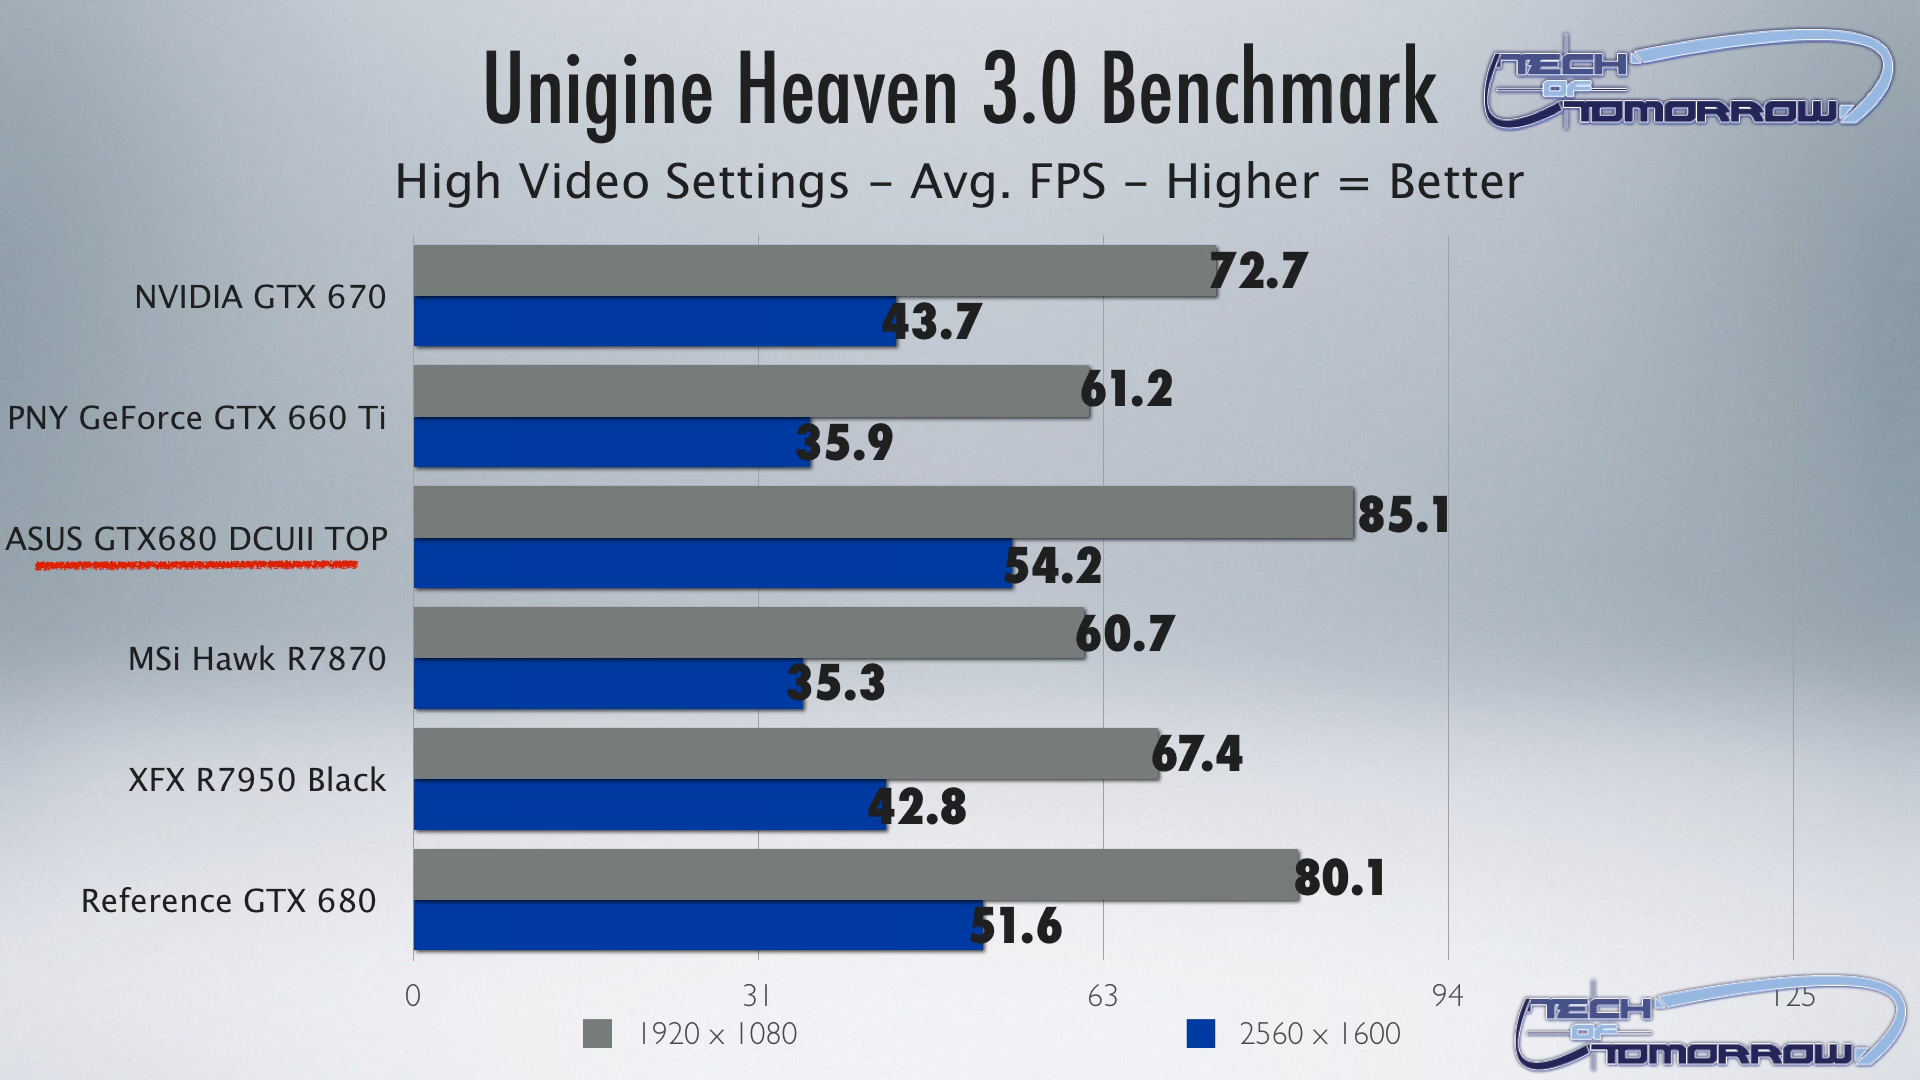 Unigine Heaven 3.0 Benchmark
TECH
OF
TOMORROW
High Video Settings – Avg. FPS – Higher = Better
NVIDIA GTX 670
72.7
43.7
PNY GeForce GTX 660 Ti
61.2
35.9
ASUS GTX680 DCUII TOP
85.1
54.2
MSi Hawk R7870
60.7
35.3
XFX R7950 Black
67.4
42.8
Reference GTX 680
80.1
51.6
0 31 63 94 125
1920 x 1080 2560 x 1600
TECH
OF
TOMORROW